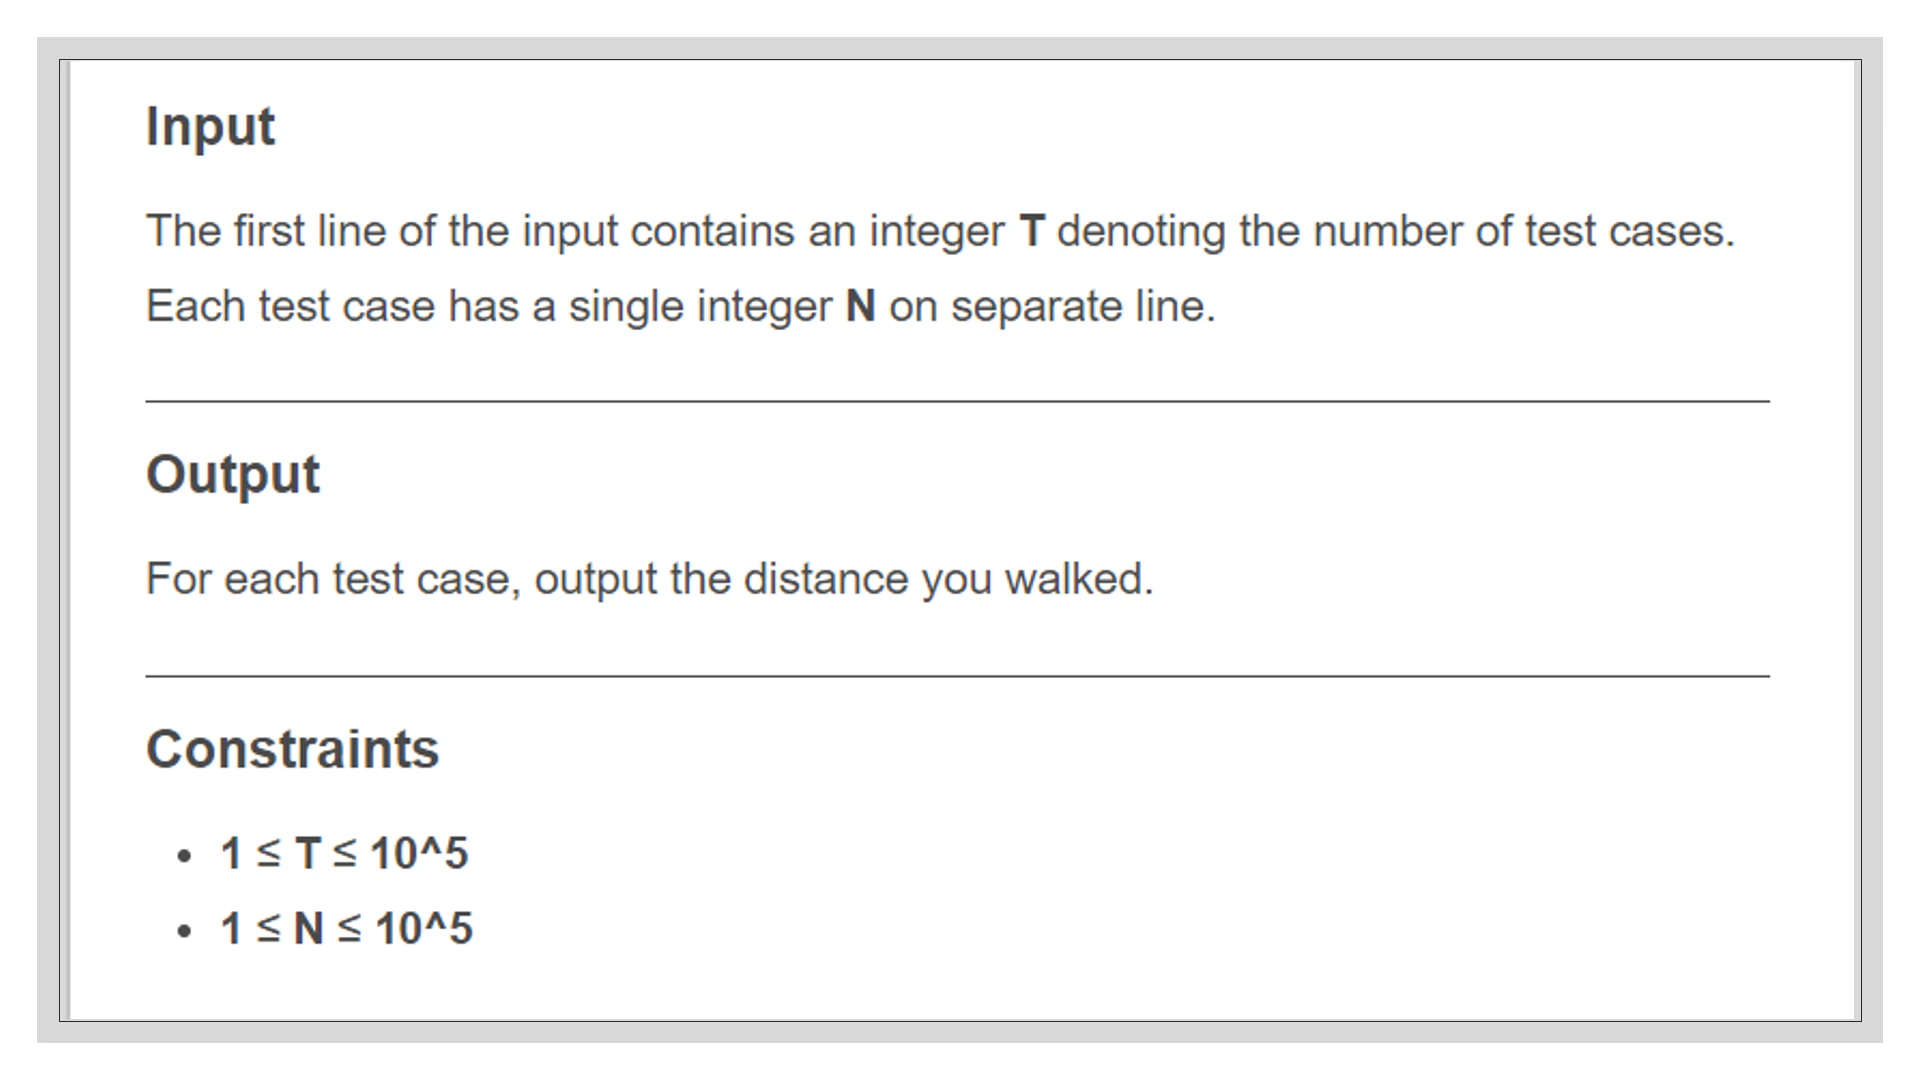 Input
The first line of the input contains an integer T denoting the number of test cases.
Each test case has a single integer N on separate line.
Output
For each test case, output the distance you walked.
Constraints
• 1 ≤ T ≤ 10^5
• 1 ≤ N ≤ 10^5